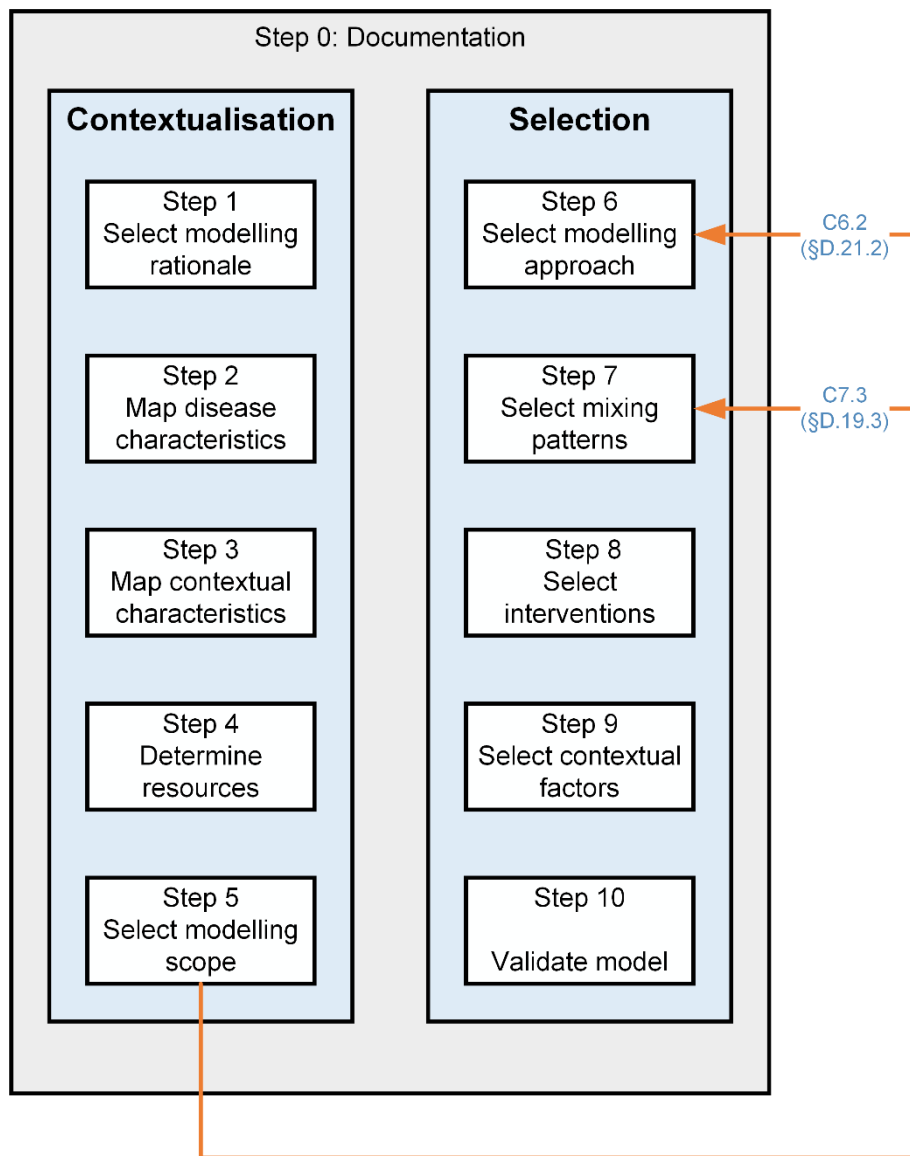 Step 0: Documentation
Contextualisation
Step 1
Select modelling
rationale
Step 2
Map disease
characteristics
Step 3
Map contextual
characteristics
Step 4
Determine
resources
Step 5
Select modelling
scope
Selection
Step 6
Select modelling
approach
Step 7
Select mixing
patterns
Step 8
Select
interventions
Step 9
Select contextual
factors
Step 10
Validate model
C6.2
(§D.21.2)
C7.3
(§D.19.3)